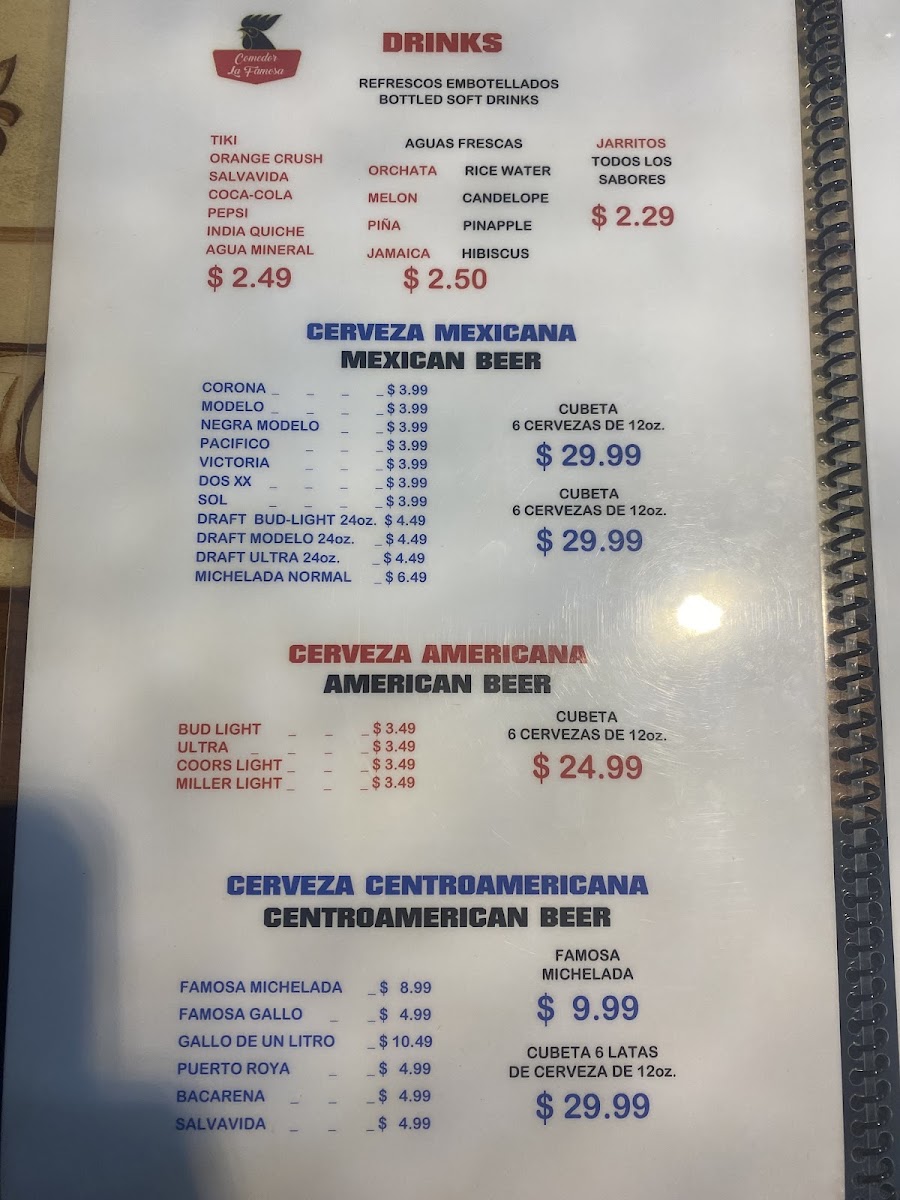 Comedor
La Famosa
DRINKS
REFRESCOS EMBOTELLADOS
BOTTLED SOFT DRINKS
TIKI
ORANGE CRUSH
SALVAVIDA
COCA-COLA
PEPSI
INDIA QUICHE
AGUA MINERAL
$ 2.49
AGUAS FRESCAS
ORCHATA RICE WATER
MELON CANDELOPE
PIÑA PINAPPLE
JAMAICA HIBISCUS
$ 2.50
JARRITOS
TODOS LOS
SABORES
$ 2.29
CERVEZA MEXICANA
MEXICAN BEER
CORONA _ _ _ _ $ 3.99
MODELO _ _ _ _ $ 3.99
NEGRA MODELO _ _ $ 3.99
PACIFICO _ _ _ $ 3.99
VICTORIA _ _ _ $ 3.99
DOS XX _ _ _ _ $ 3.99
SOL _ _ _ _ $ 3.99
DRAFT BUD-LIGHT 24oz. $ 4.49
DRAFT MODELO 24oz. _ $ 4.49
DRAFT ULTRA 24oz. _ $ 4.49
MICHELADA NORMAL _ $ 6.49
CUBETA
6 CERVEZAS DE 12oz.
$ 29.99
CUBETA
6 CERVEZAS DE 12oz.
$ 29.99
CERVEZA AMERICANA
AMERICAN BEER
BUD LIGHT _ _ _ $ 3.49
ULTRA _ _ _ _ $ 3.49
COORS LIGHT _ _ _ $ 3.49
MILLER LIGHT _ _ _ $ 3.49
CUBETA
6 CERVEZAS DE 12oz.
$ 24.99
CERVEZA CENTROAMERICANA
CENTROAMERICAN BEER
FAMOSA MICHELADA _ $ 8.99
FAMOSA GALLO _ _ $ 4.99
GALLO DE UN LITRO _ $ 10.49
PUERTO ROYA _ _ $ 4.99
BACARENA _ _ _ $ 4.99
SALVAVIDA _ _ _ $ 4.99
FAMOSA
MICHELADA
$ 9.99
CUBETA 6 LATAS
DE CERVEZA DE 12oz.
$ 29.99